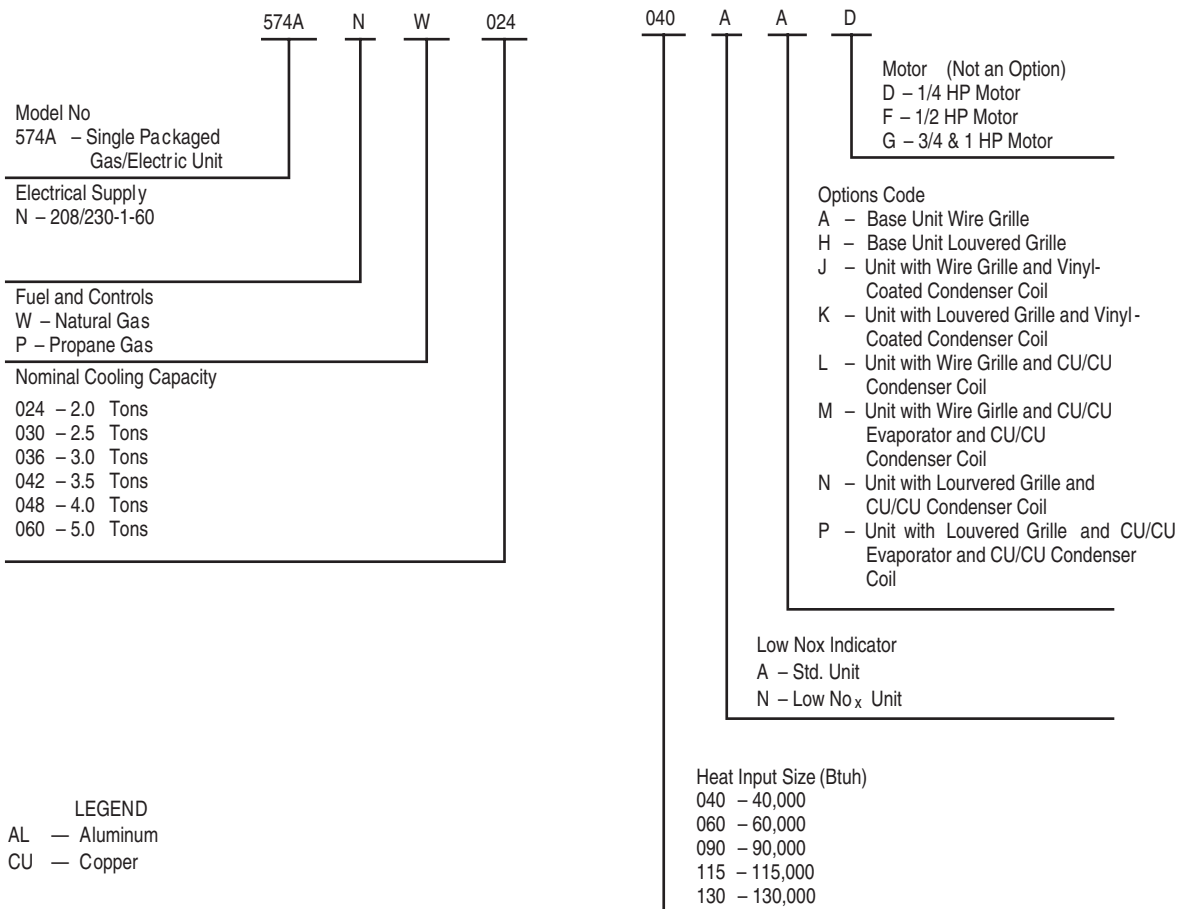 574A N W 024
040 A A D
Model No
574A – Single Packaged
Gas/Electric Unit
Electrical Supply
N – 208/230-1-60
Fuel and Controls
W – Natural Gas
P – Propane Gas
Nominal Cooling Capacity
024 – 2.0 Tons
030 – 2.5 Tons
036 – 3.0 Tons
042 – 3.5 Tons
048 – 4.0 Tons
060 – 5.0 Tons
LEGEND
AL — Aluminum
CU — Copper
Motor (Not an Option)
D – 1/4 HP Motor
F – 1/2 HP Motor
G – 3/4 & 1 HP Motor
Options Code
A – Base Unit Wire Grille
H – Base Unit Louvered Grille
J – Unit with Wire Grille and Vinyl-
Coated Condenser Coil
K – Unit with Louvered Grille and Vinyl-
Coated Condenser Coil
L – Unit with Wire Grille and CU/CU
Condenser Coil
M – Unit with Wire Girlle and CU/CU
Evaporator and CU/CU
Condenser Coil
N – Unit with Lourvered Grille and
CU/CU Condenser Coil
P – Unit with Louvered Grille and CU/CU
Evaporator and CU/CU Condenser
Coil
Low Nox Indicator
A – Std. Unit
N – Low Nox Unit
Heat Input Size (Btuh)
040 – 40,000
060 – 60,000
090 – 90,000
115 – 115,000
130 – 130,000